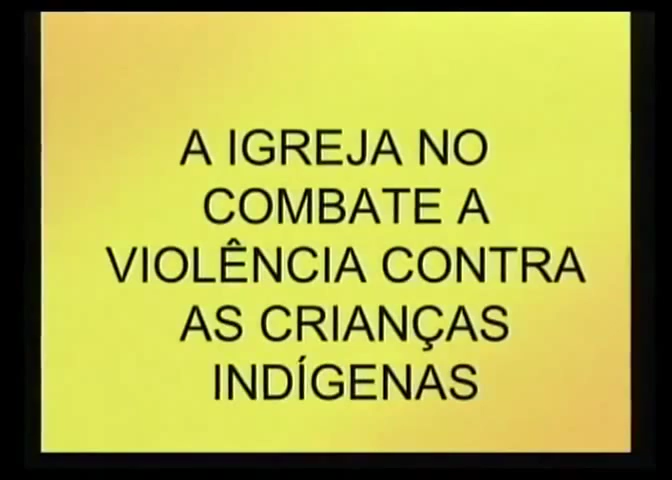 A IGREJA NO
COMBATE A
VIOLÊNCIA CONTRA
AS CRIANÇAS
INDÍGENAS